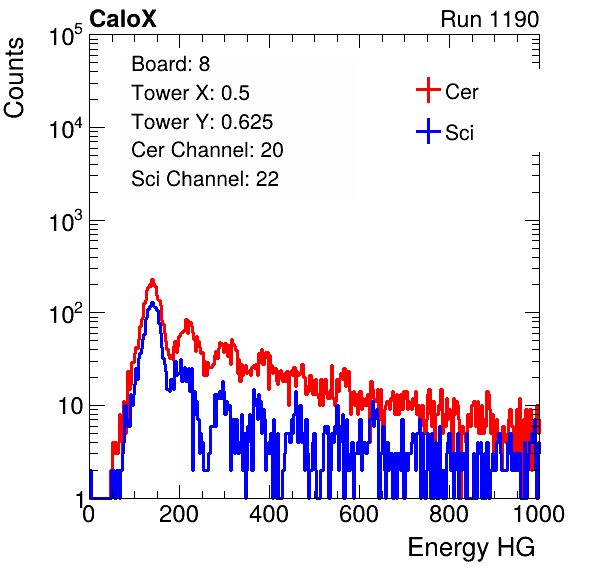 CaloX Run 1190
Counts
10^5
10^4
10^3
10^2
10
1
Board: 8
Tower X: 0.5
Tower Y: 0.625
Cer Channel: 20
Sci Channel: 22
Cer
Sci
0 200 400 600 800 1000
Energy HG